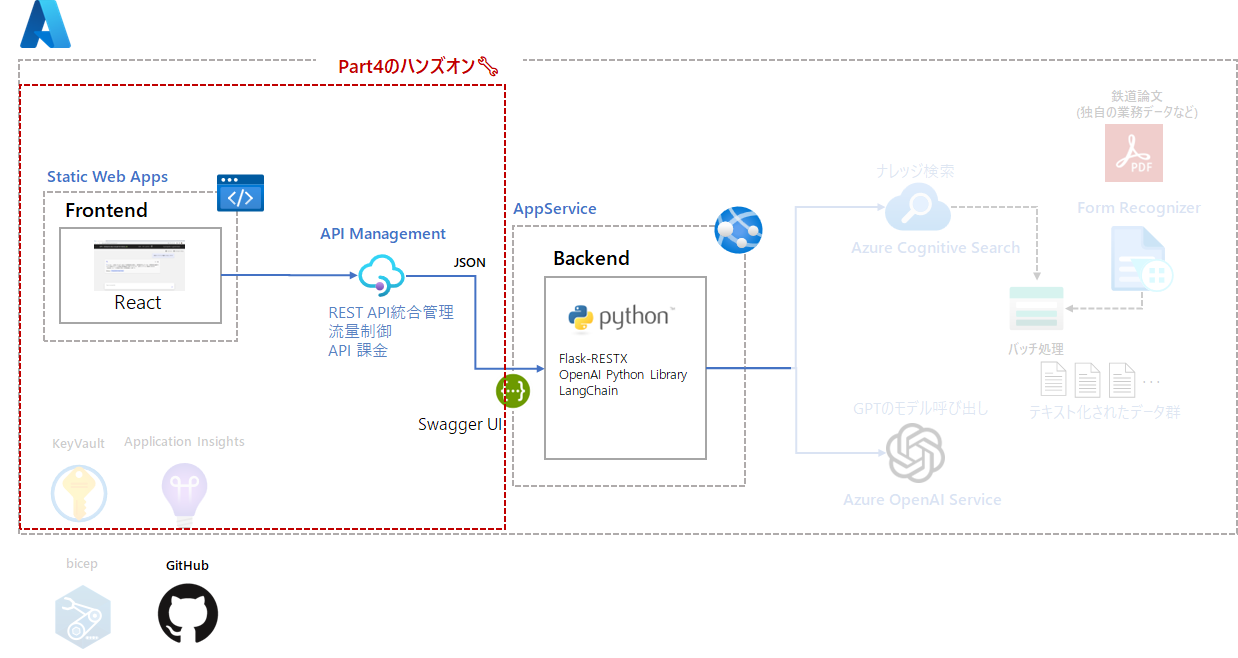 Part4のハンズオン
鉄道論文
(独自の業務データなど)
PDF
Static Web Apps
Frontend
React
API Management
JSON
REST API統合管理
流量制御
API 課金
AppService
Backend
python
Flask-RESTX
OpenAI Python Library
LangChain
Swagger UI
ナレッジ検索
Azure Cognitive Search
Form Recognizer
バッチ処理
...
テキスト化されたデータ群
GPTのモデル呼び出し
Azure OpenAI Service
KeyVault
Application Insights
bicep
GitHub